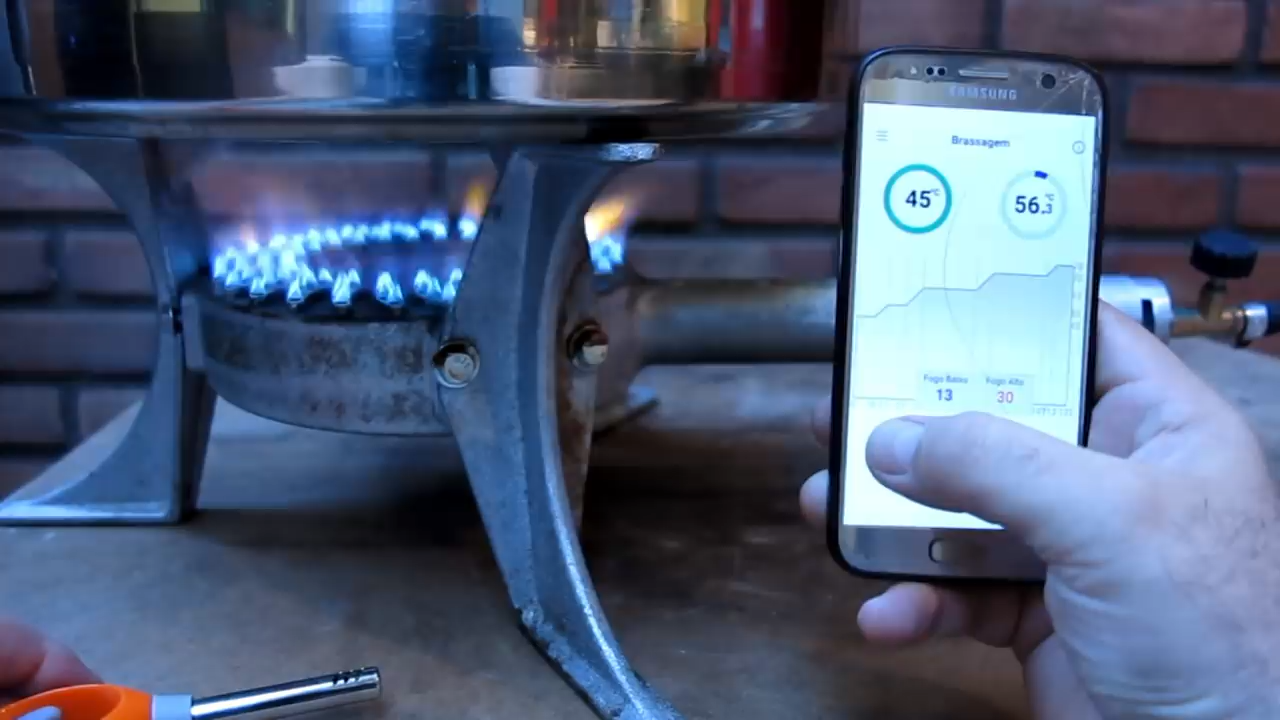 SAMSUNG
Brassagem
45°C
56.3°C
Fogo Baixo Fogo Alto
13 30